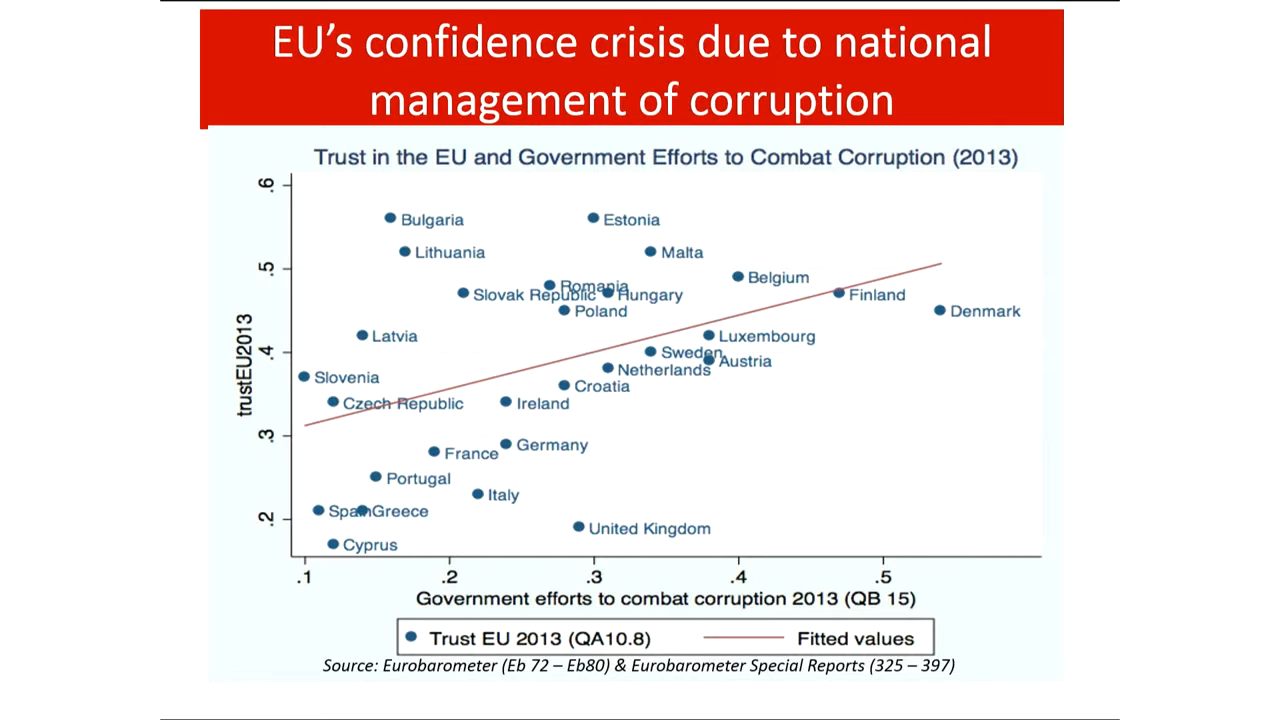 EU’s confidence crisis due to national
management of corruption
Trust in the EU and Government Efforts to Combat Corruption (2013)
.6
Bulgaria
Estonia
Lithuania
Malta
.5
Belgium
Romania
Slovak Republic
Hungary
Finland
Poland
Denmark
Latvia
Luxembourg
.4
Sweden
Austria
Netherlands
Slovenia
Croatia
Czech Republic
Ireland
.3
Germany
France
Portugal
Italy
.2
Spain
Greece
United Kingdom
Cyprus
trustEU2013
.1
.2
.3
.4
.5
Government efforts to combat corruption 2013 (QB 15)
Trust EU 2013 (QA10.8)
Fitted values
Source: Eurobarometer (Eb 72 – Eb80) & Eurobarometer Special Reports (325 – 397)